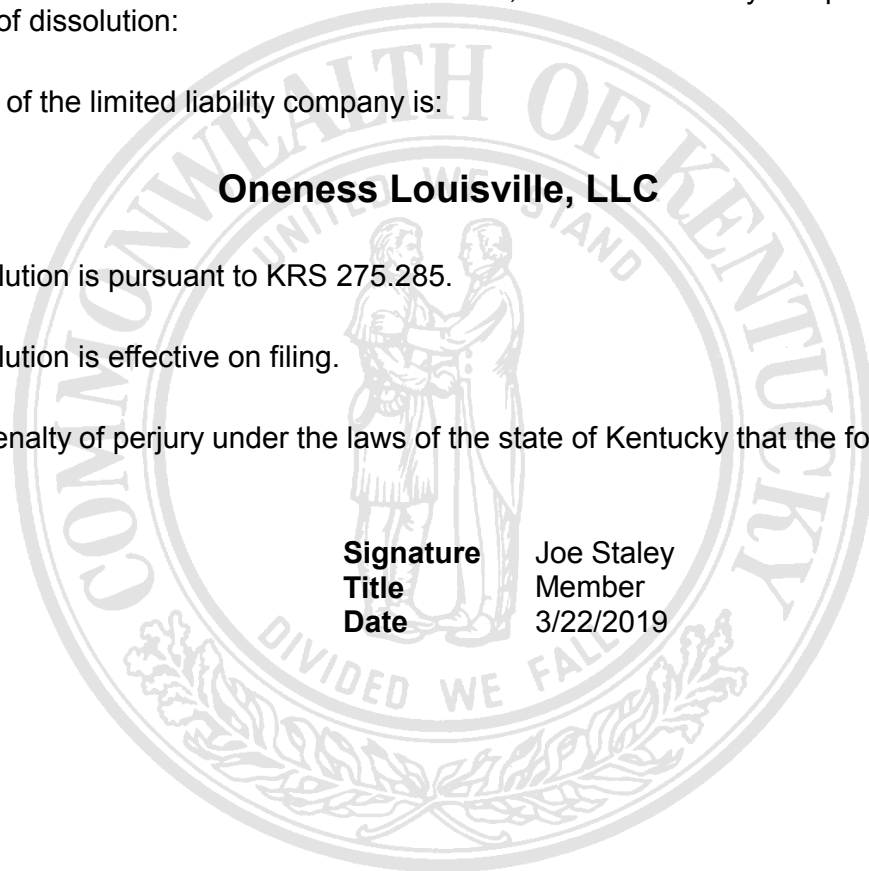 of dissolution:
of the limited liability company is:
Oneness Louisville, LLC
lution is pursuant to KRS 275.285.
lution is effective on filing.
enalty of perjury under the laws of the state of Kentucky that the fo
Signature Joe Staley
Title Member
Date 3/22/2019
COMMONWEALTH OF KENTUCKY
UNITED WE STAND
DIVIDED WE FALL